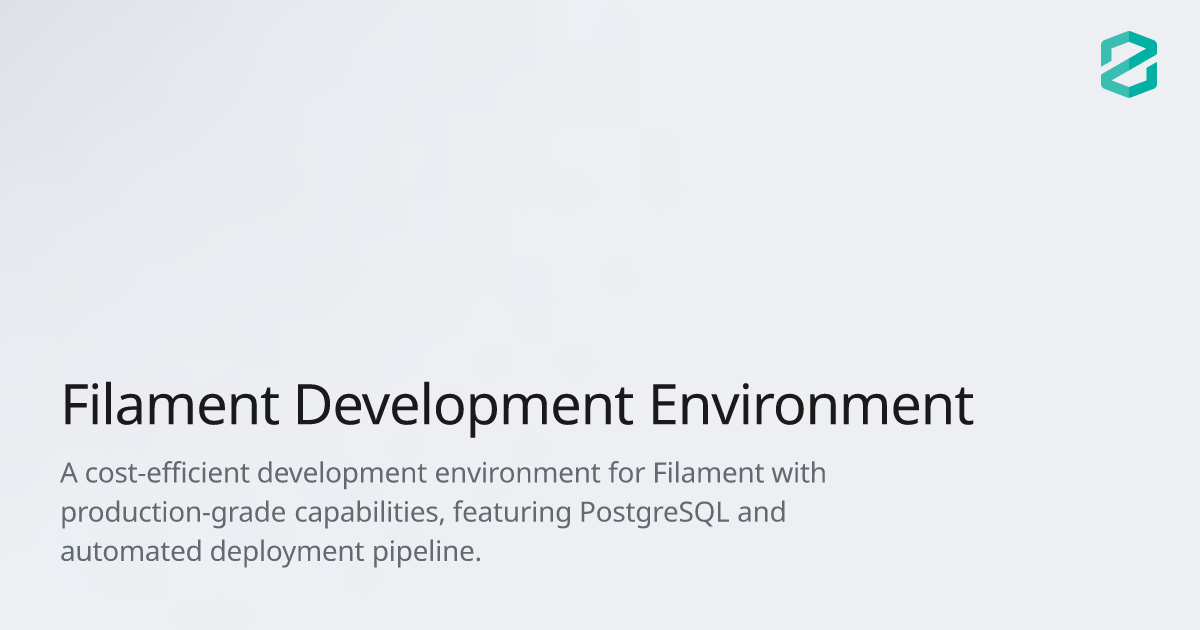 Filament Development Environment
A cost-efficient development environment for Filament with
production-grade capabilities, featuring PostgreSQL and
automated deployment pipeline.